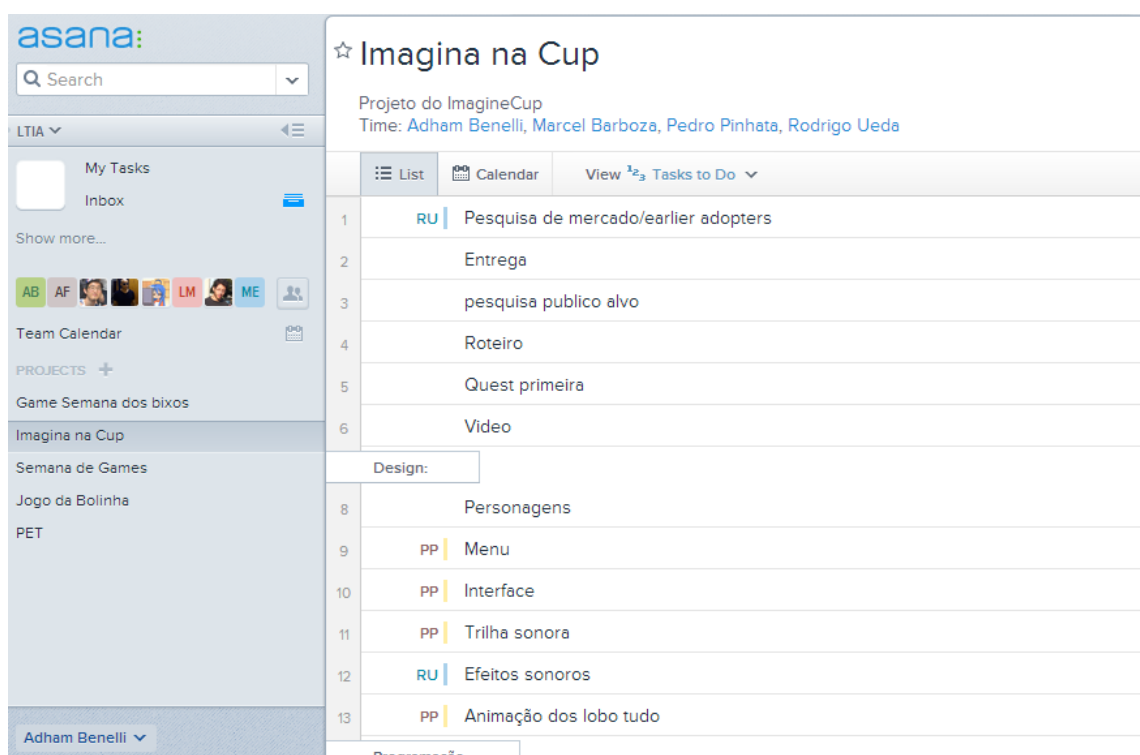 asana
Search
LTIA
My Tasks
Inbox
Show more...
AB AF LM ME
Team Calendar
PROJECTS +
Game Semana dos bixos
Imagina na Cup
Semana de Games
Jogo da Bolinha
PET
Adham Benelli
Imagina na Cup
Projeto do ImagineCup
Time: Adham Benelli, Marcel Barboza, Pedro Pinhata, Rodrigo Ueda
List Calendar View 123 Tasks to Do
1 RU Pesquisa de mercado/earlier adopters
2 Entrega
3 pesquisa publico alvo
4 Roteiro
5 Quest primeira
6 Video
Design:
8 Personagens
9 PP Menu
10 PP Interface
11 PP Trilha sonora
12 RU Efeitos sonoros
13 PP Animação dos lobo tudo